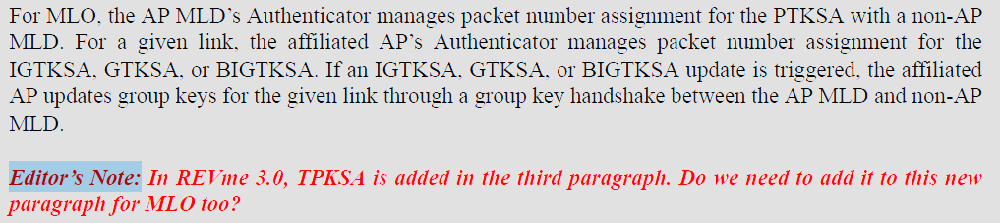 For MLO, the AP MLD's Authenticator manages packet number assignment for the PTKSA with a non-AP
MLD. For a given link, the affiliated AP's Authenticator manages packet number assignment for the
IGTKSA, GTKSA, or BIGTKSA. If an IGTKSA, GTKSA, or BIGTKSA update is triggered, the affiliated
AP updates group keys for the given link through a group key handshake between the AP MLD and non-AP
MLD.
Editor's Note: In REVme 3.0, TPKSA is added in the third paragraph. Do we need to add it to this new
paragraph for MLO too?